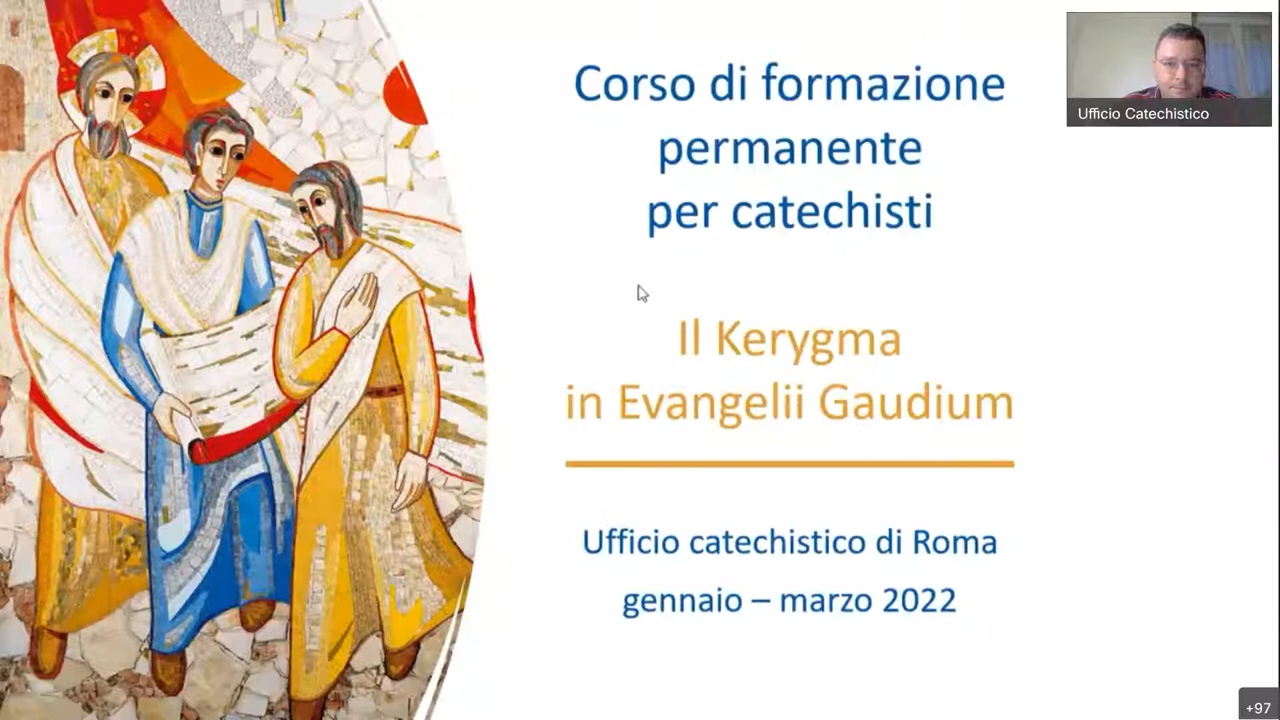 Corso di formazione
permanente
per catechisti
Il Kerygma
in Evangelii Gaudium
Ufficio catechistico di Roma
gennaio – marzo 2022
Ufficio Catechistico
+97